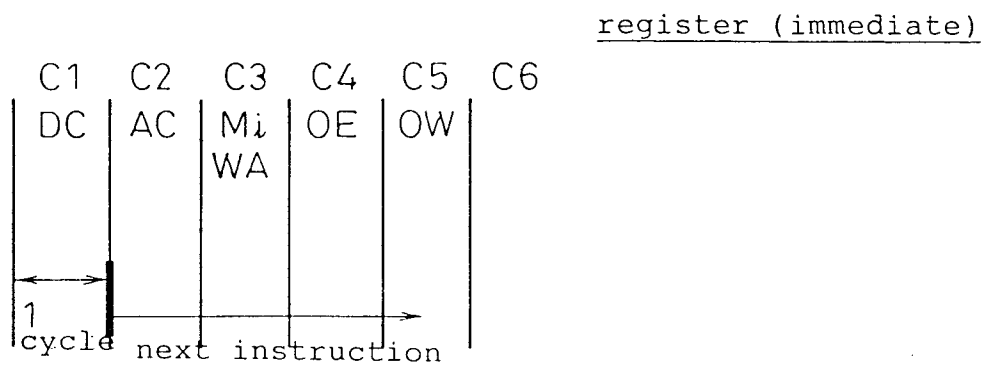 register (immediate)
C1 C2 C3 C4 C5 C6
DC AC Mi OE OW
WA
1
cycle next instruction